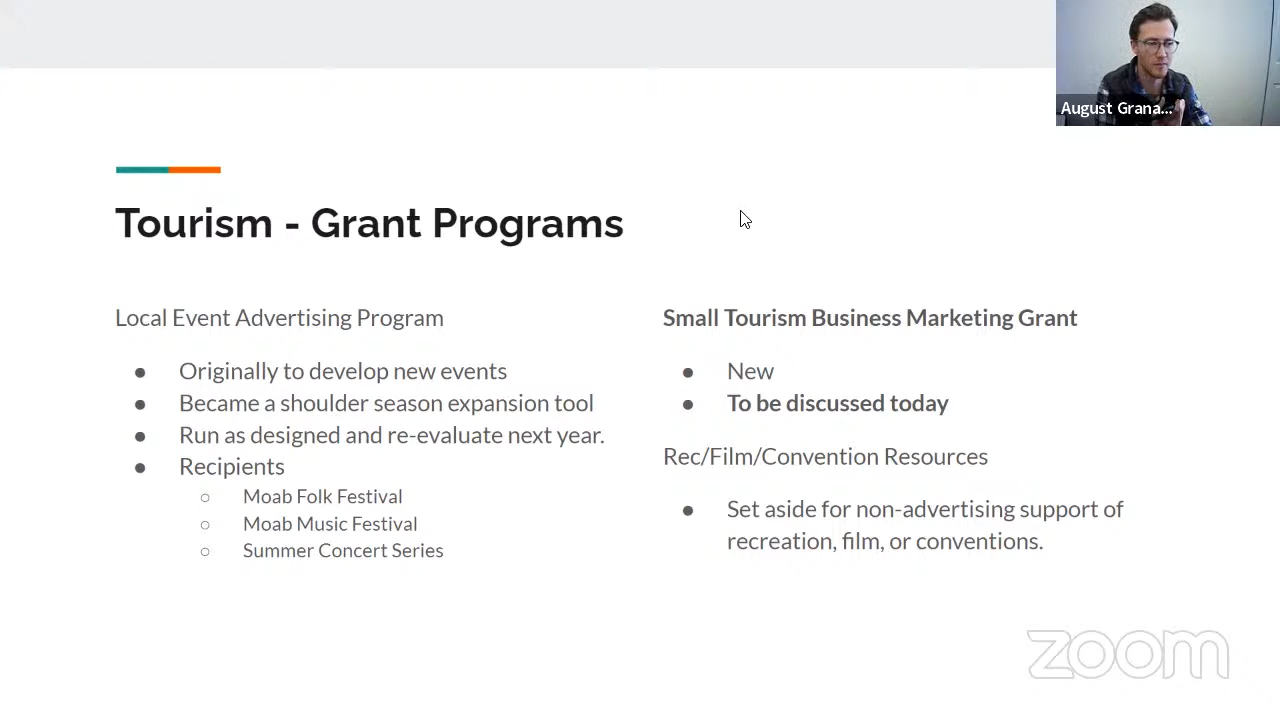 August Grana...
Tourism - Grant Programs
Local Event Advertising Program
● Originally to develop new events
● Became a shoulder season expansion tool
● Run as designed and re-evaluate next year.
● Recipients
○ Moab Folk Festival
○ Moab Music Festival
○ Summer Concert Series
Small Tourism Business Marketing Grant
● New
● To be discussed today
Rec/Film/Convention Resources
● Set aside for non-advertising support of
recreation, film, or conventions.
zoom